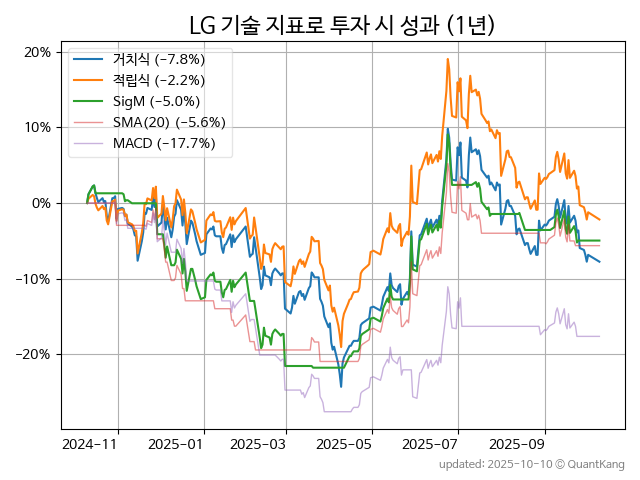 LG 기술 지표로 투자 시 성과 (1년)
거치식 (−7.8%)
적립식 (−2.2%)
SigM (−5.0%)
SMA(20) (−5.6%)
MACD (−17.7%)
20%
10%
0%
−10%
−20%
2024-11 2025-01 2025-03 2025-05 2025-07 2025-09
updated: 2025-10-10 © QuantKang